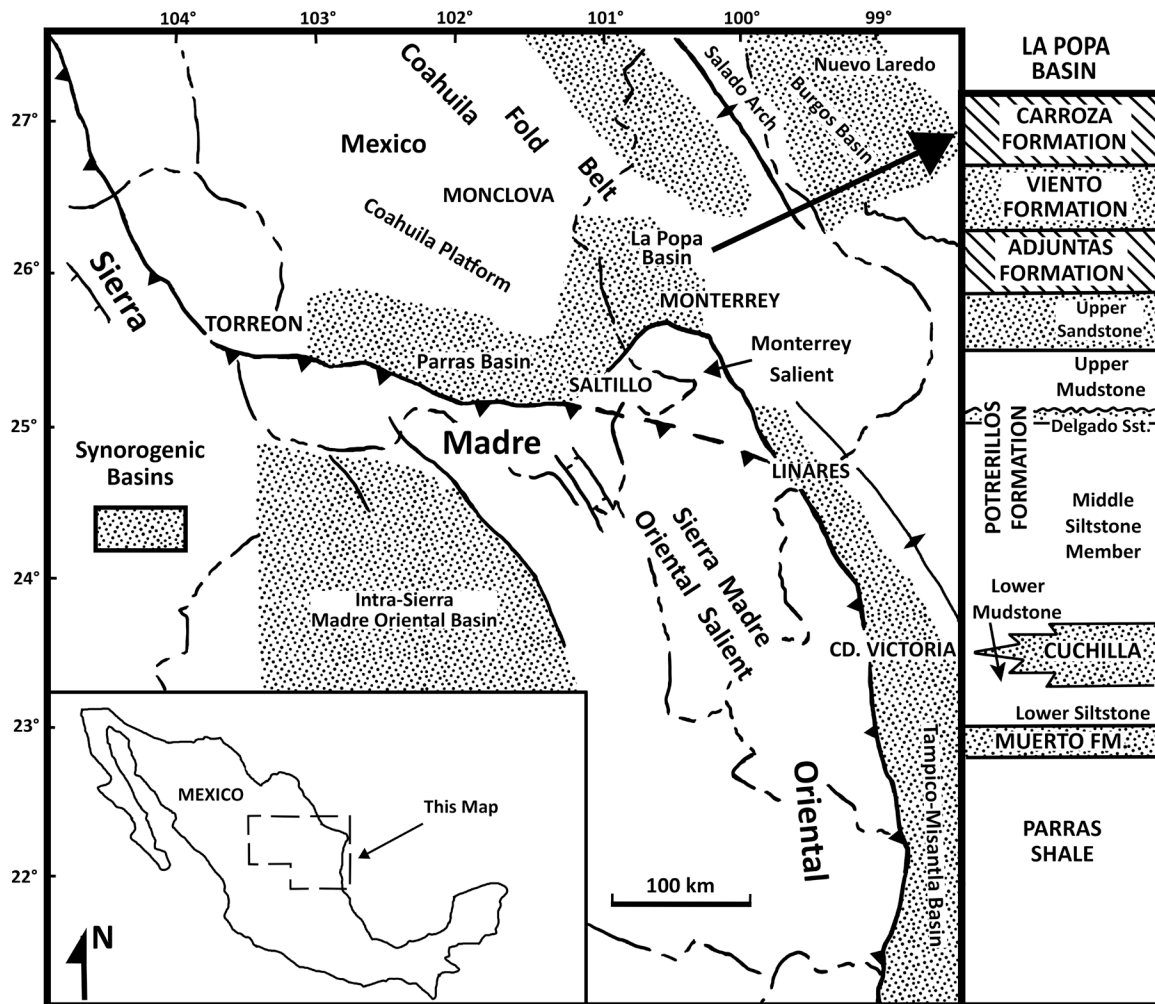 104°
103°
102°
101°
100°
99°
27°
26°
25°
24°
23°
22°
Coahuila
Fold
Belt
Mexico
MONCLOVA
Coahuila Platform
Salado Arch
Nuevo Laredo
Burgos Basin
La Popa
Basin
MONTERREY
Monterrey
Salient
Sierra
TORREON
Parras Basin
SALTILLO
Madre
LINARES
Synorogenic
Basins
Sierra Madre
Oriental Salient
Intra-Sierra
Madre Oriental Basin
CD. VICTORIA
Oriental
Tampico-Misantla Basin
MEXICO
This Map
100 km
N
LA POPA
BASIN
CARROZA
FORMATION
VIENTO
FORMATION
ADJUNTAS
FORMATION
Upper
Sandstone
Upper
Mudstone
Delgado Sst.
POTRERILLOS
FORMATION
Middle
Siltstone
Member
Lower
Mudstone
CUCHILLA
Lower Siltstone
MUERTO FM.
PARRAS
SHALE